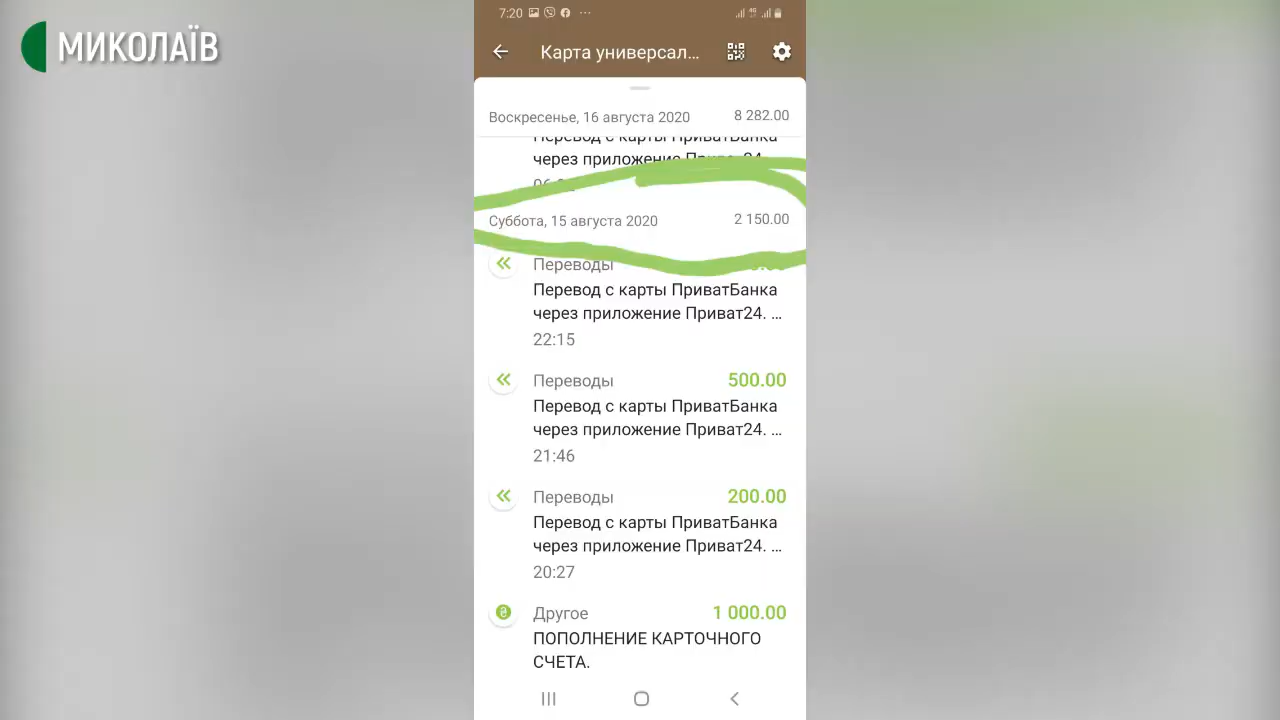 МИКОЛАЇВ
7:20
Карта универсал...
Воскресенье, 16 августа 2020 8 282.00
Перевод с карты ПриватБанка
через приложение Приват24.
Суббота, 15 августа 2020 2 150.00
Переводы
Перевод с карты ПриватБанка
через приложение Приват24. ...
22:15
Переводы 500.00
Перевод с карты ПриватБанка
через приложение Приват24. ...
21:46
Переводы 200.00
Перевод с карты ПриватБанка
через приложение Приват24. ...
20:27
Другое 1 000.00
ПОПОЛНЕНИЕ КАРТОЧНОГО
СЧЕТА.